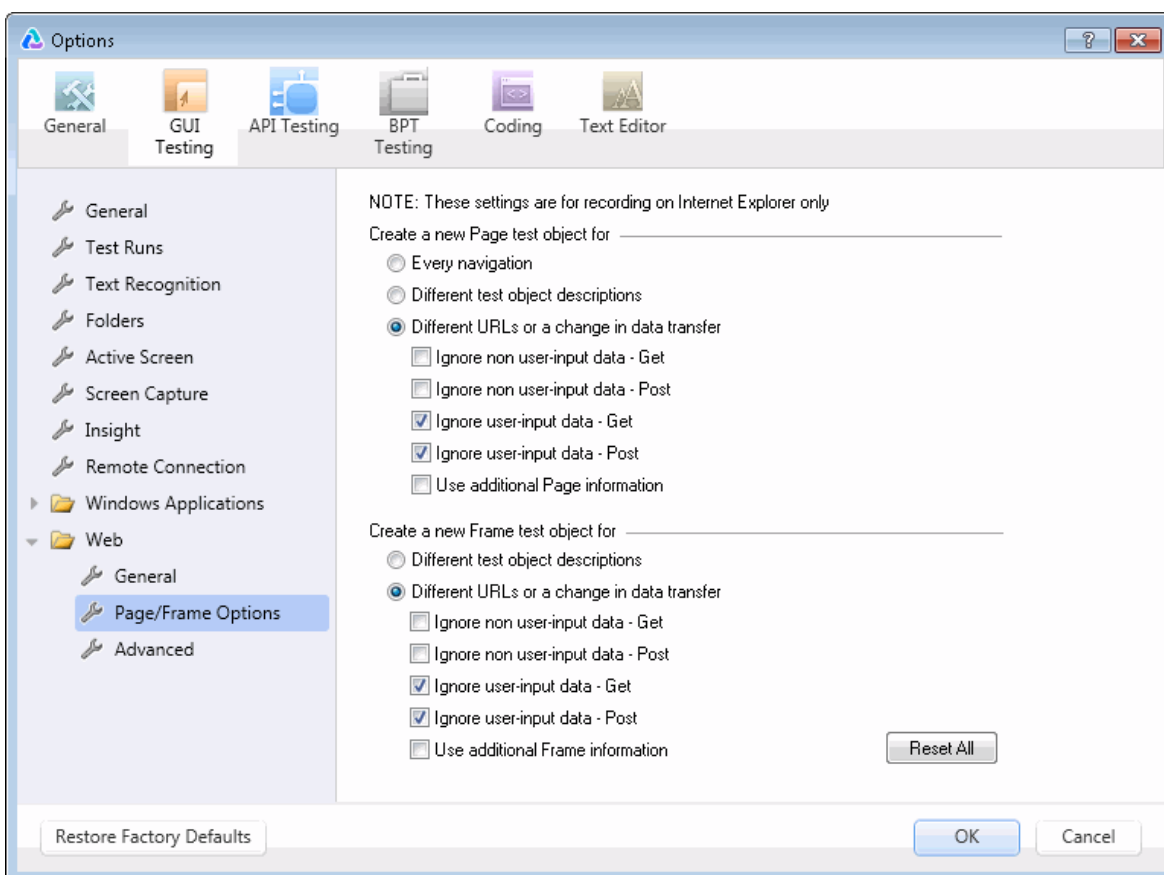 Options
General
GUI
Testing
API Testing
BPT
Testing
Coding
Text Editor
General
Test Runs
Text Recognition
Folders
Active Screen
Screen Capture
Insight
Remote Connection
Windows Applications
Web
General
Page/Frame Options
Advanced
NOTE: These settings are for recording on Internet Explorer only
Create a new Page test object for
Every navigation
Different test object descriptions
Different URLs or a change in data transfer
Ignore non user-input data - Get
Ignore non user-input data - Post
Ignore user-input data - Get
Ignore user-input data - Post
Use additional Page information
Create a new Frame test object for
Different test object descriptions
Different URLs or a change in data transfer
Ignore non user-input data - Get
Ignore non user-input data - Post
Ignore user-input data - Get
Ignore user-input data - Post
Use additional Frame information
Reset All
Restore Factory Defaults
OK
Cancel